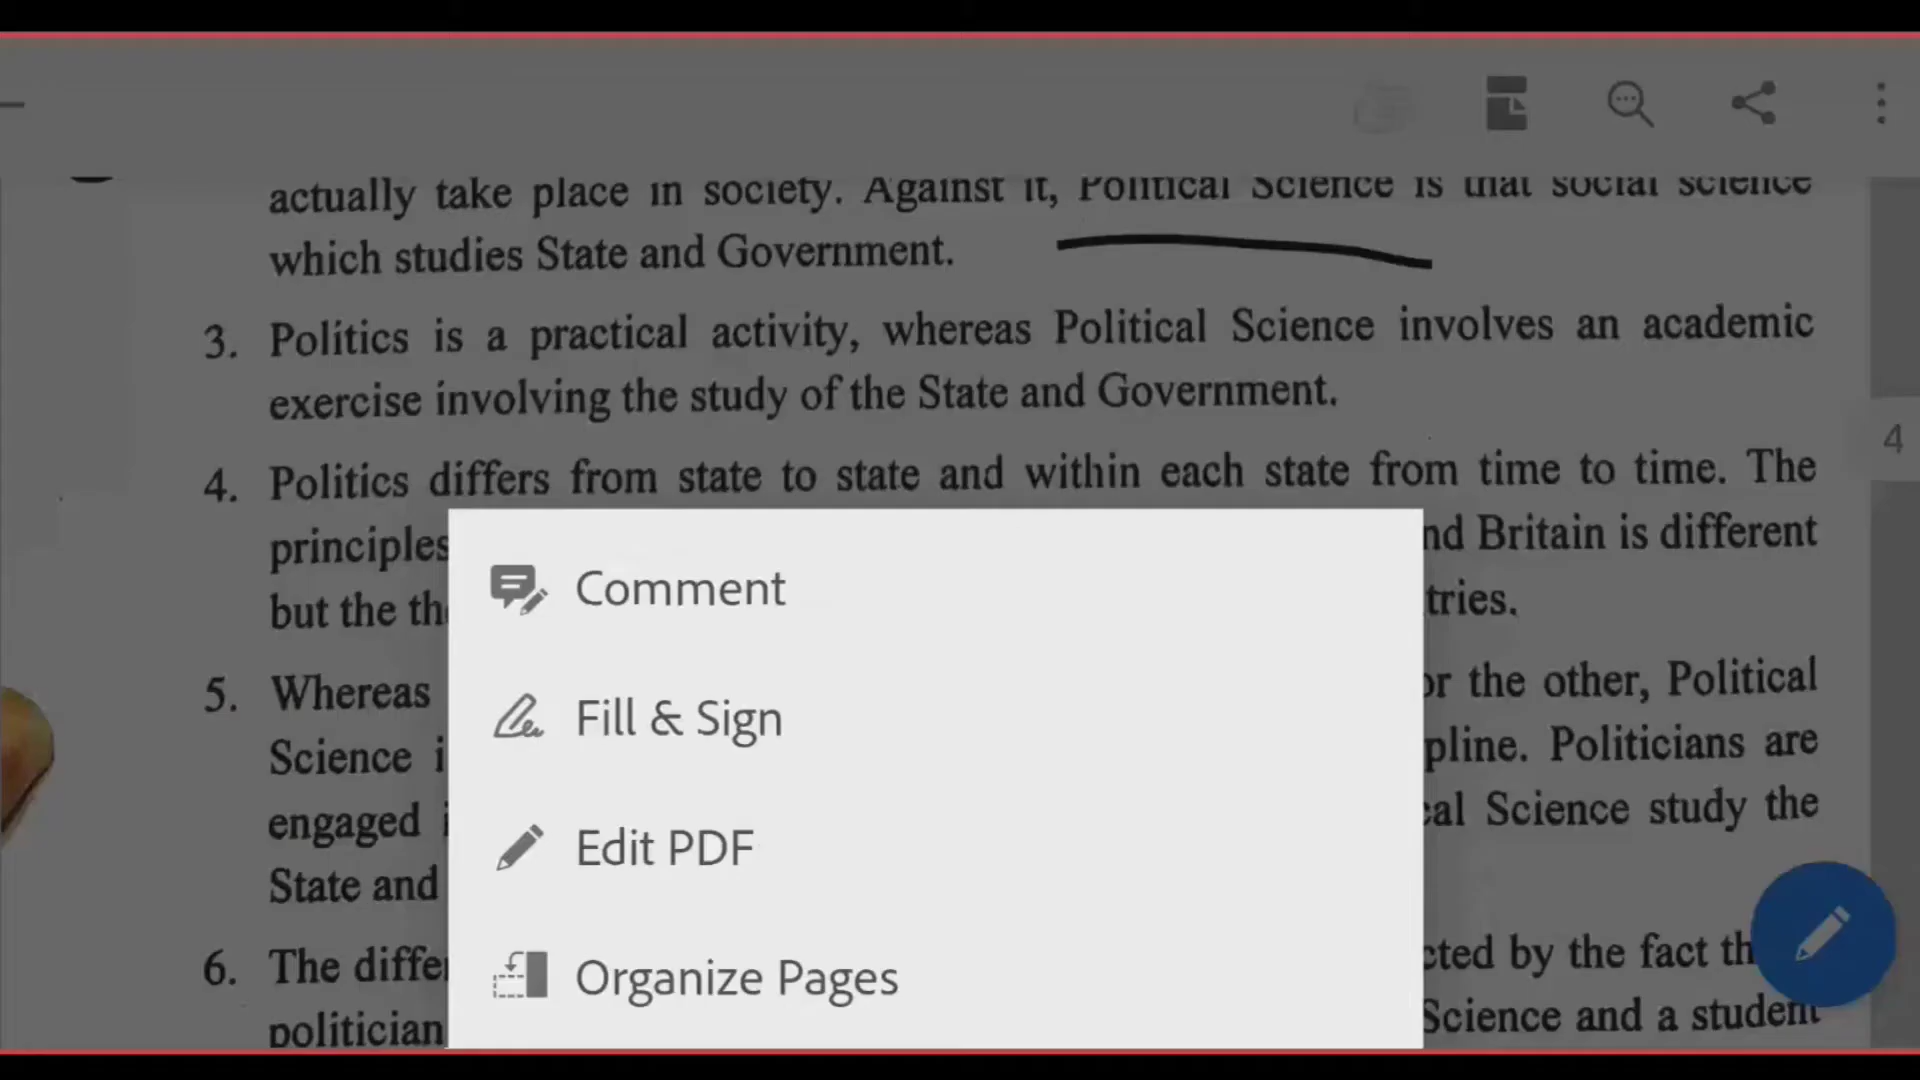 actually take place in society. Against it, Political Science is that social science
which studies State and Government.
3. Politics is a practical activity, whereas Political Science involves an academic
exercise involving the study of the State and Government.
4
4. Politics differs from state to state and within each state from time to time. The
principles nd Britain is different
but the th tries.
5. Whereas or the other, Political
Science i pline. Politicians are
engaged i cal Science study the
State and
6. The differ cted by the fact th
politician Science and a student
Comment
Fill & Sign
Edit PDF
Organize Pages